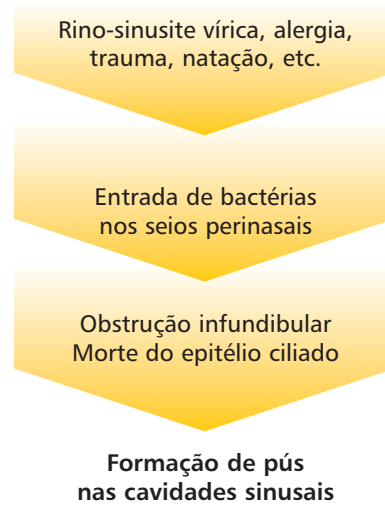 Rino-sinusite vírica, alergia,
trauma, natação, etc.
Entrada de bactérias
nos seios perinasais
Obstrução infundibular
Morte do epitélio ciliado
Formação de pús
nas cavidades sinusais